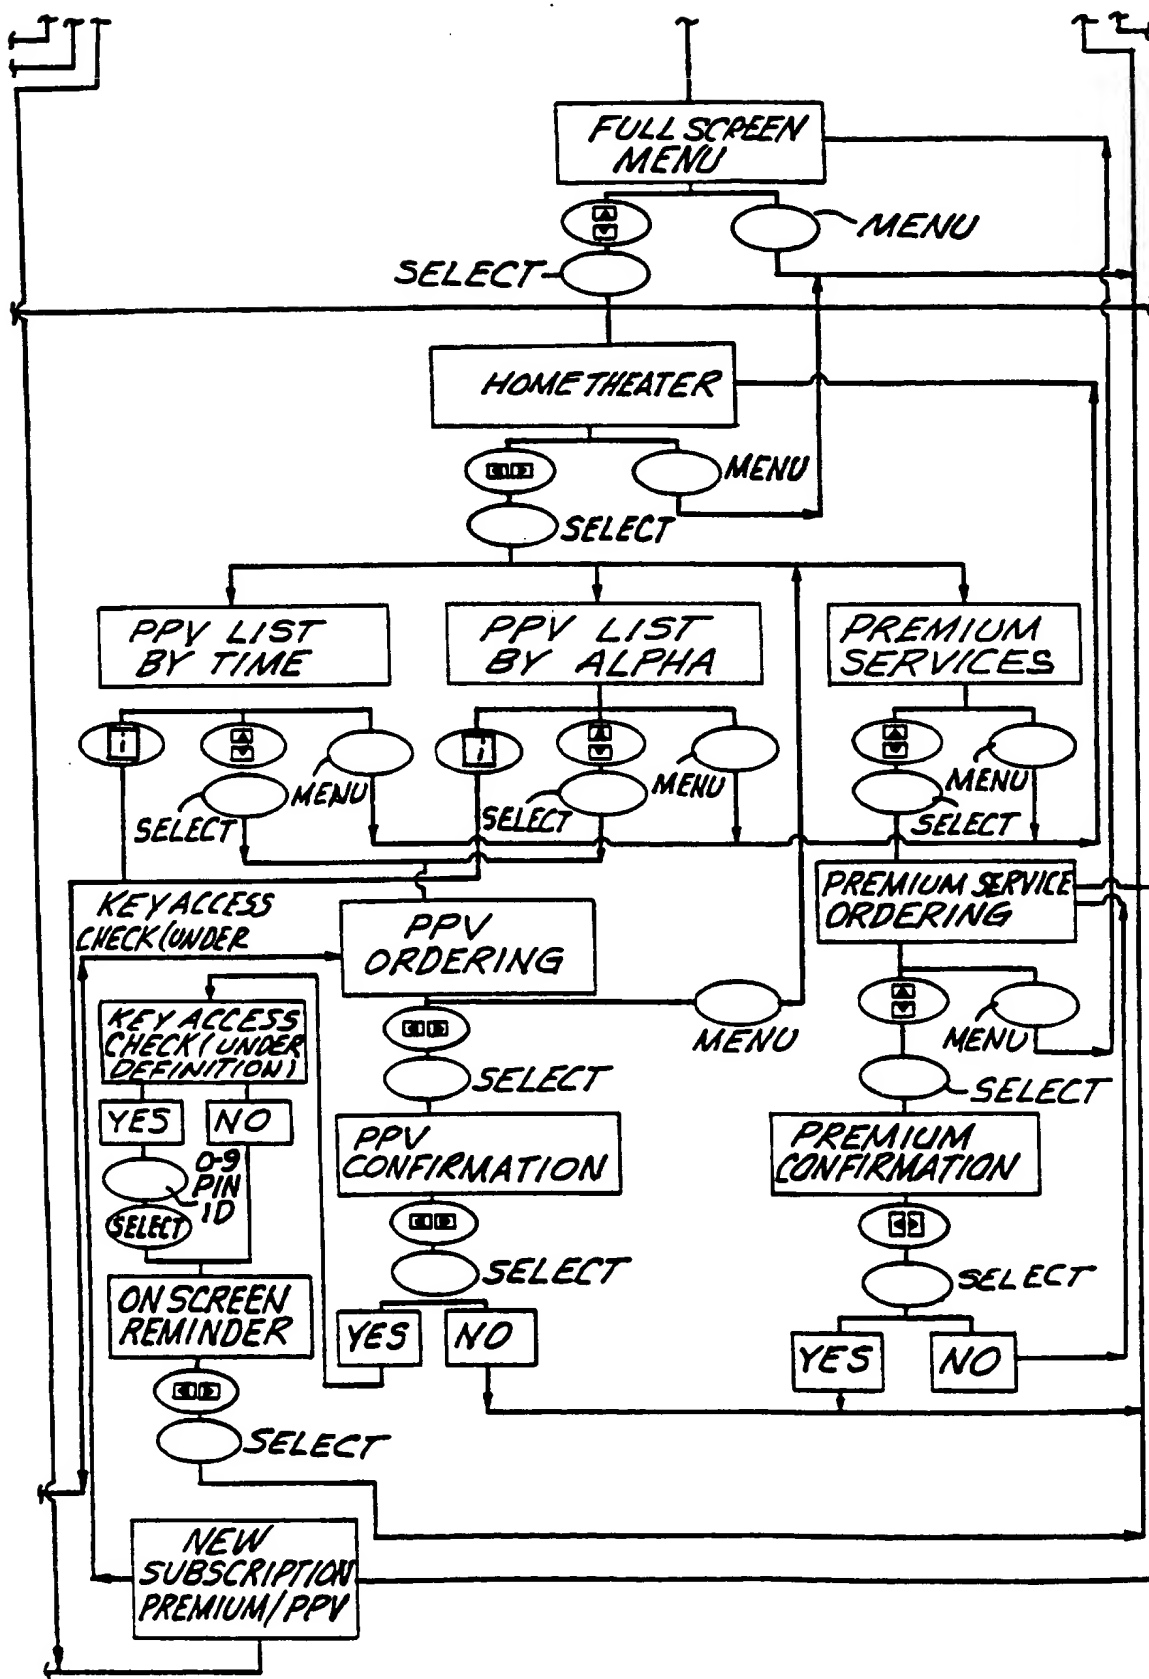 FULL SCREEN
MENU
MENU
SELECT
HOME THEATER
MENU
SELECT
PPV LIST
BY TIME
PPV LIST
BY ALPHA
PREMIUM
SERVICES
i
SELECT
MENU
i
SELECT
MENU
MENU
SELECT
KEY ACCESS
CHECK (UNDER
PPV
ORDERING
PREMIUM SERVICE
ORDERING
MENU
MENU
KEY ACCESS
CHECK (UNDER
DEFINITION)
SELECT
SELECT
YES
NO
0-9
PIN
ID
SELECT
PPV
CONFIRMATION
PREMIUM
CONFIRMATION
SELECT
SELECT
ON SCREEN
REMINDER
YES
NO
YES
NO
SELECT
NEW
SUBSCRIPTION
PREMIUM/PPV